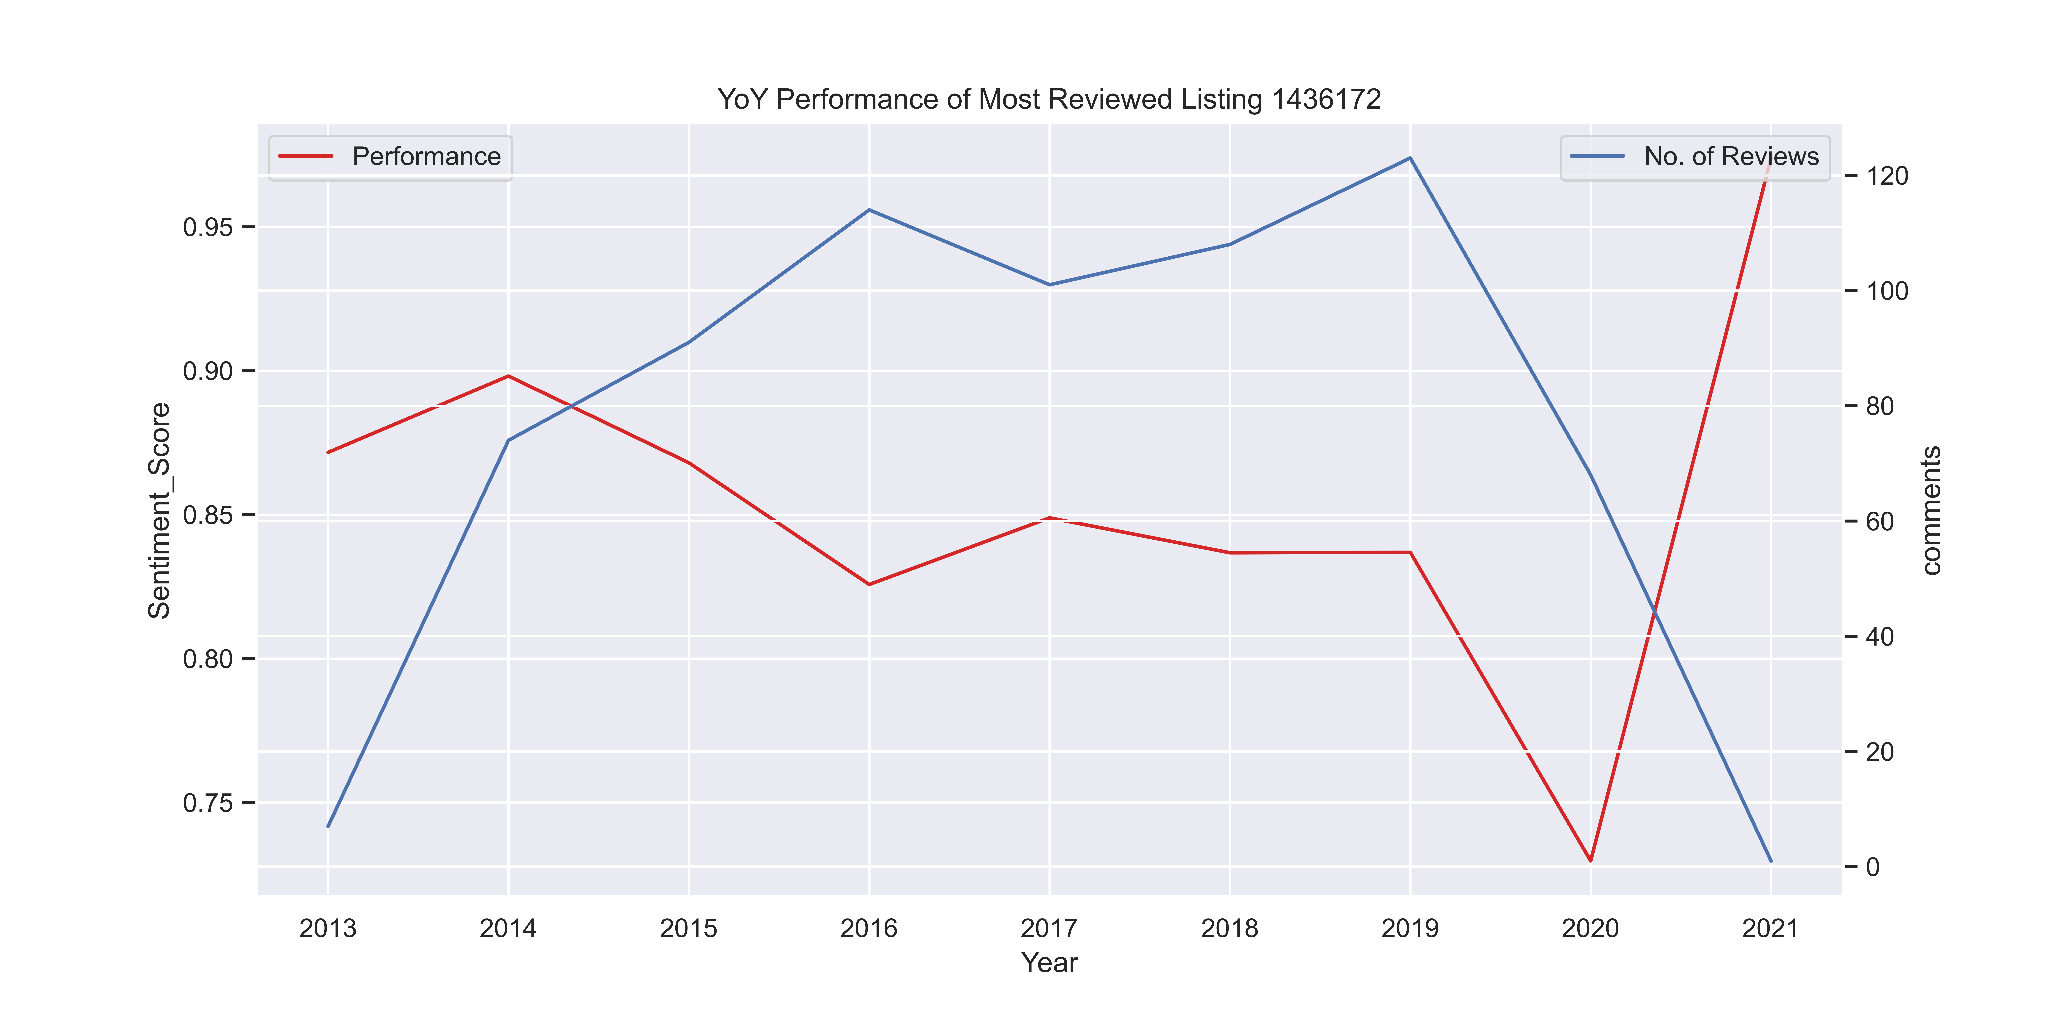 YoY Performance of Most Reviewed Listing 1436172
Performance
No. of Reviews
0.95
0.90
0.85
0.80
0.75
Sentiment_Score
120
100
80
60
40
20
0
comments
2013 2014 2015 2016 2017 2018 2019 2020 2021
Year